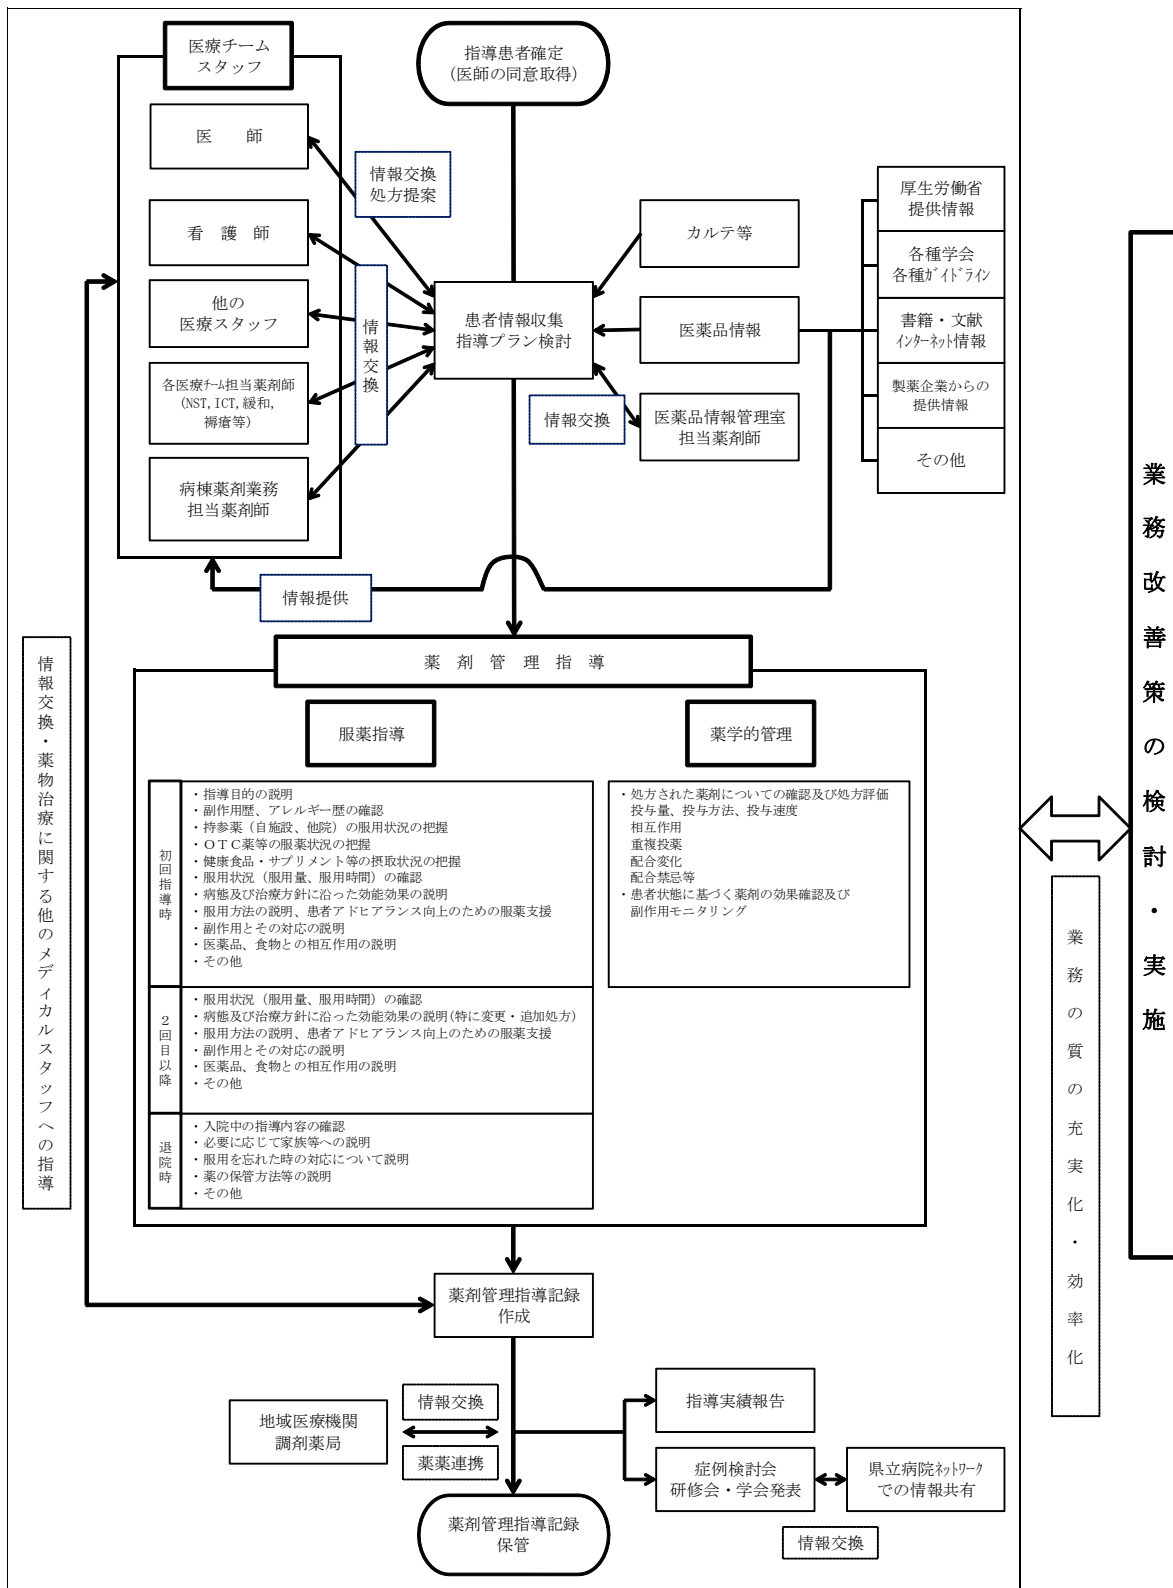 医療チーム
スタッフ
指導患者確定
(医師の同意取得)
医　師
情報交換
処方提案
厚生労働省
提供情報
看　護　師
カルテ等
各種学会
各種ｶﾞｲﾄﾞﾗｲﾝ
他の
医療スタッフ
情報交換
患者情報収集
指導プラン検討
医薬品情報
書籍・文献
ｲﾝﾀｰﾈｯﾄ情報
各医療ﾁｰﾑ担当薬剤師
(NST,ICT,緩和,
褥瘡等)
情報交換
医薬品情報管理室
担当薬剤師
製薬企業からの
提供情報
その他
病棟薬剤業務
担当薬剤師
情報提供
薬　剤　管　理　指　導
服薬指導
薬学的管理
初回指導時
・指導目的の説明
・副作用歴、アレルギー歴の確認
・持参薬（自施設、他院）の服用状況の把握
・ＯＴＣ薬等の服薬状況の把握
・健康食品・サプリメント等の摂取状況の把握
・服用状況（服用量、服用時間）の確認
・病態及び治療方針に沿った効能効果の説明
・服用方法の説明、患者アドヒアランス向上のための服薬支援
・副作用とその対応の説明
・医薬品、食物との相互作用の説明
・その他
・処方された薬剤についての確認及び処方評価
投与量、投与方法、投与速度
相互作用
重複投薬
配合変化
配合禁忌等
・患者状態に基づく薬剤の効果確認及び
副作用モニタリング
２回目以降
・服用状況（服用量、服用時間）の確認
・病態及び治療方針に沿った効能効果の説明(特に変更・追加処方)
・服用方法の説明、患者アドヒアランス向上のための服薬支援
・副作用とその対応の説明
・医薬品、食物との相互作用の説明
・その他
退院時
・入院中の指導内容の確認
・必要に応じて家族等への説明
・服用を忘れた時の対応について説明
・薬の保管方法等の説明
・その他
情報交換・薬物治療に関する他のメディカルスタッフへの指導
薬剤管理指導記録
作成
地域医療機関
調剤薬局
情報交換
薬薬連携
指導実績報告
症例検討会
研修会・学会発表
県立病院ﾈｯﾄﾜｰｸ
での情報共有
情報交換
薬剤管理指導記録
保管
業務の質の充実化・効率化
業務改善策の検討・実施